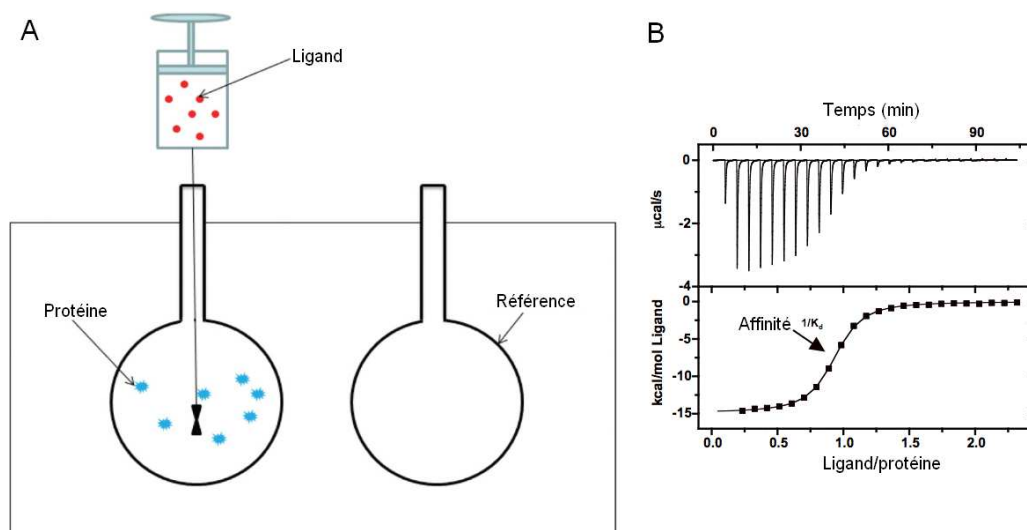 A
Ligand
Protéine
Référence
B
Temps (min)
0 30 60 90
0
-2
-4
µcal/s
0
-5
-10
-15
kcal/mol Ligand
Affinité 1/Kd
0.0 0.5 1.0 1.5 2.0
Ligand/protéine